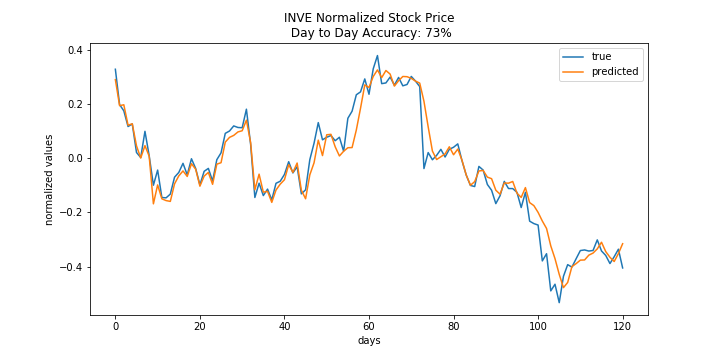 INVE Normalized Stock Price
Day to Day Accuracy: 73%
true
predicted
normalized values
0.4
0.2
0.0
−0.2
−0.4
0
20
40
60
80
100
120
days